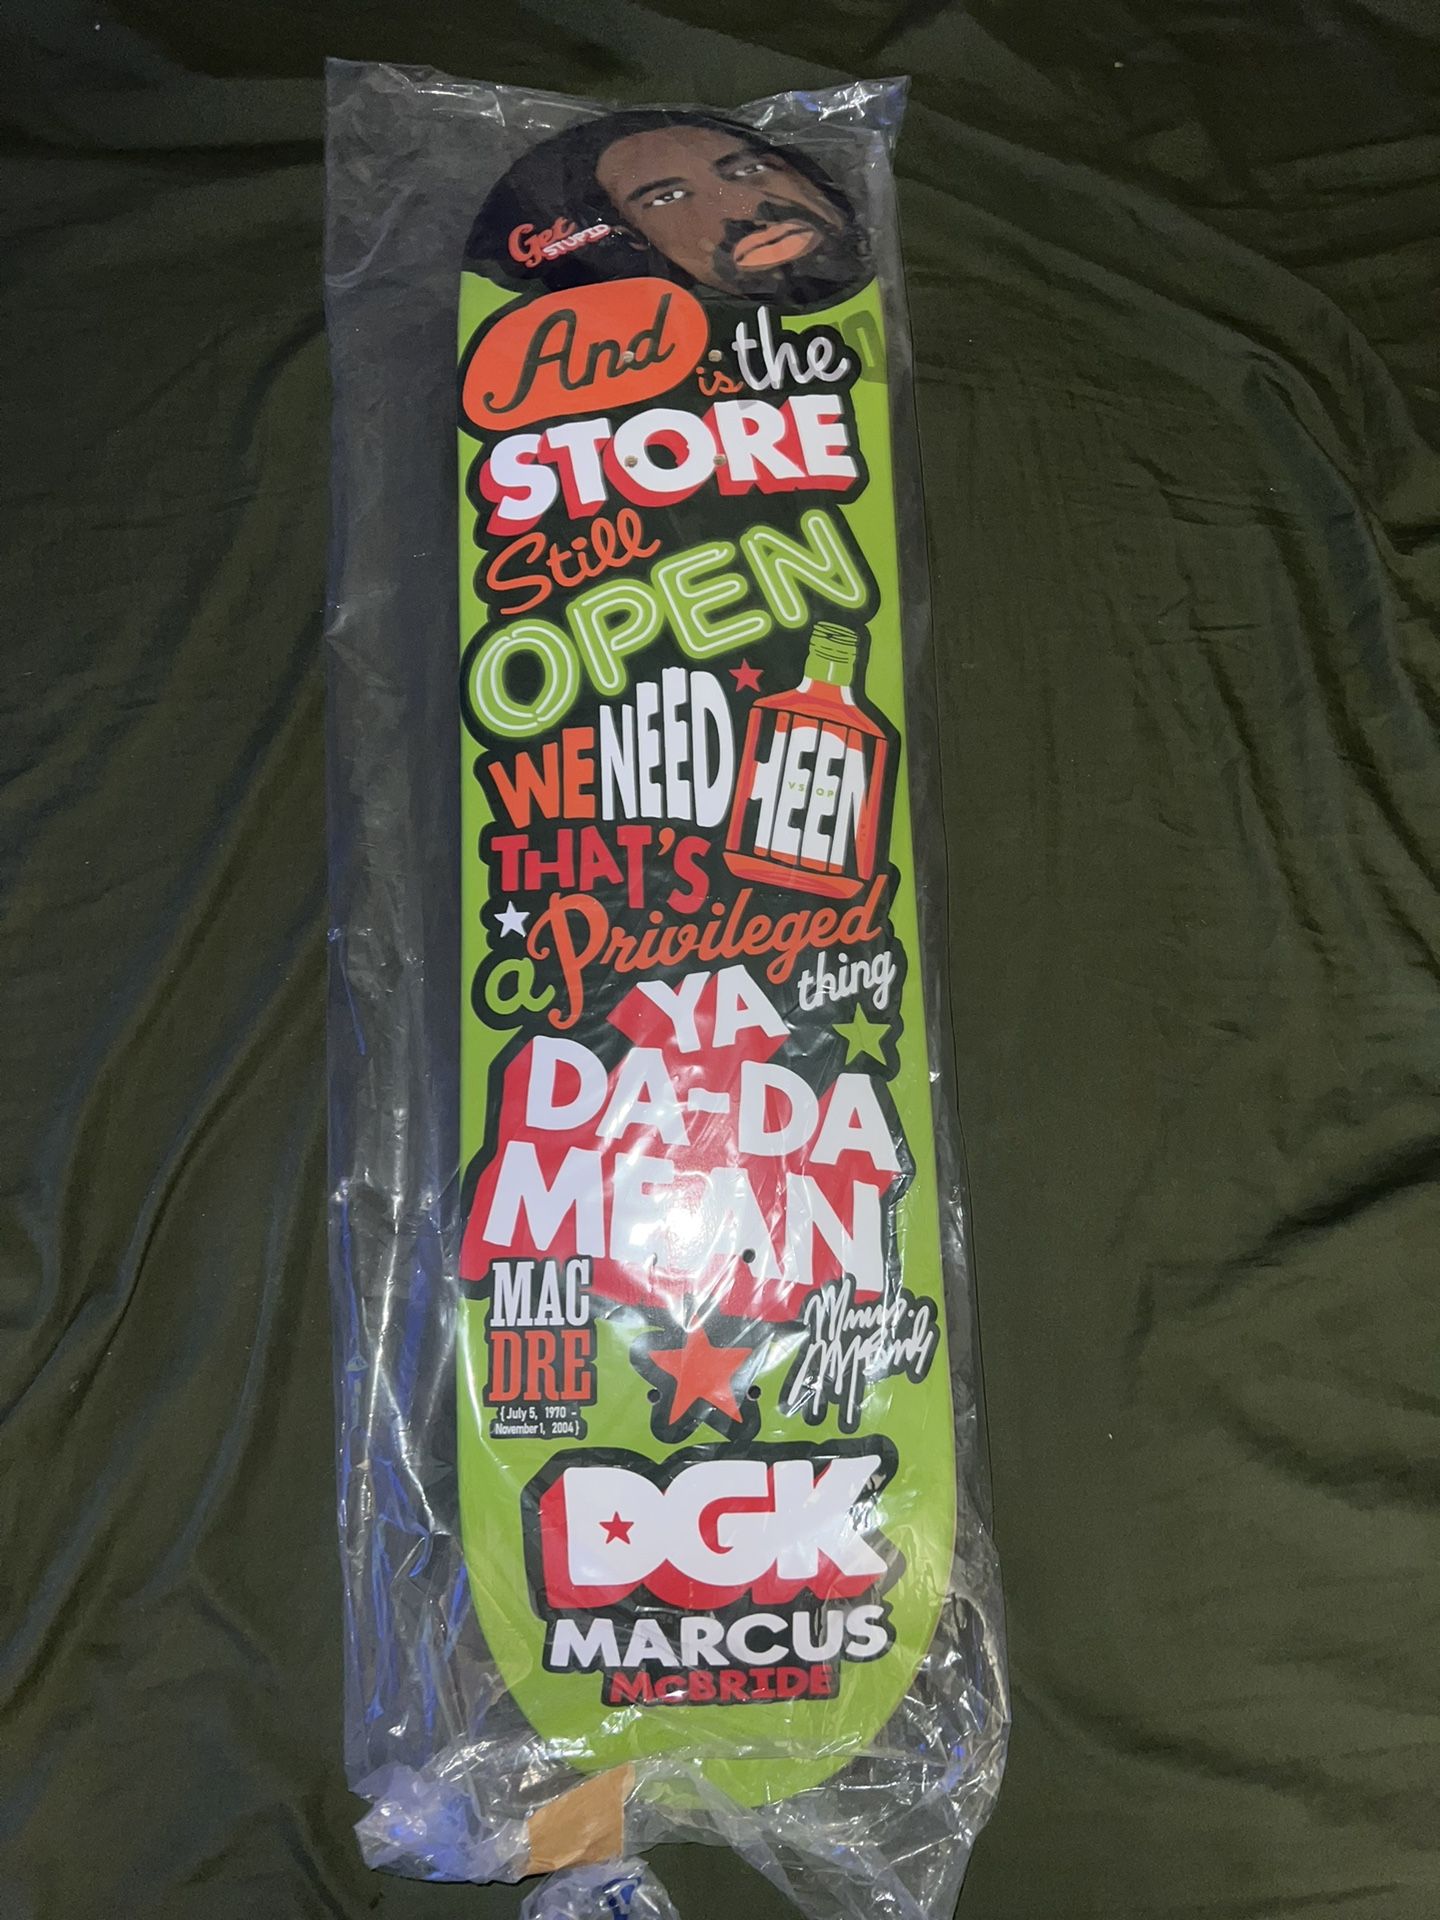 Get
STUPID
And is the
STORE
Still
OPEN
WE NEED HEEN
VSOP
THAT'S
a Privileged
thing
YA
DA-DA
MEAN
MAC
DRE
{July 5, 1970 -
November 1, 2004}
DGK
MARCUS
McBRIDE